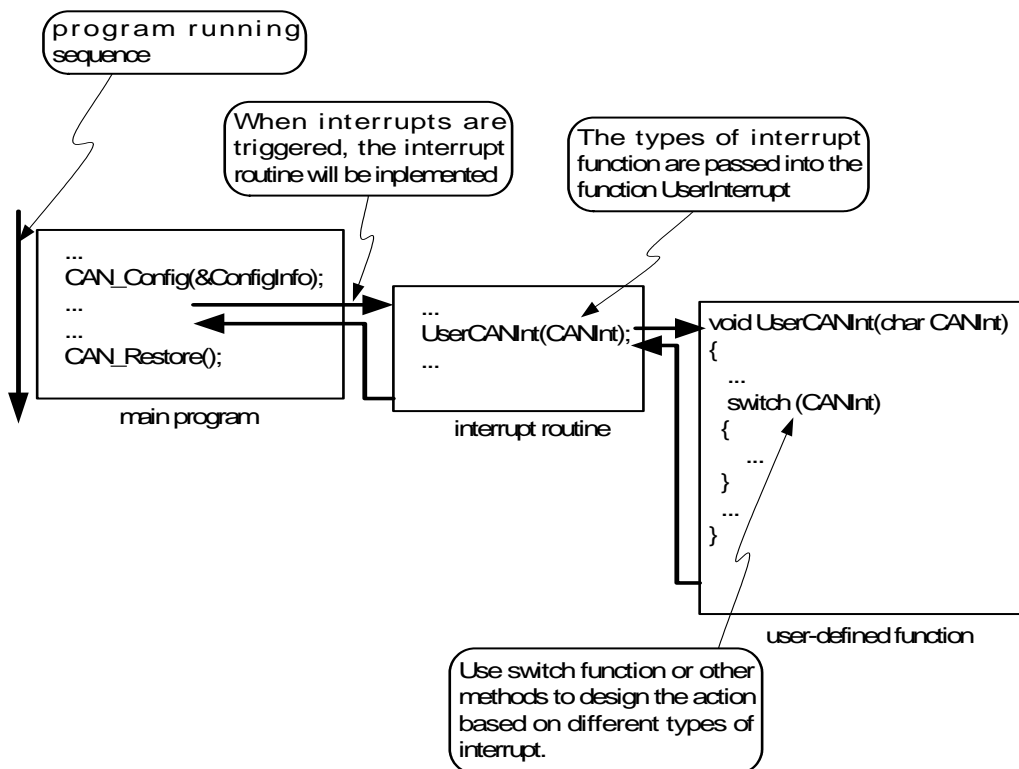 program running
sequence
When interrupts are
triggered, the interrupt
routine will be inplemented
The types of interrupt
function are passed into the
function UserInterrupt
...
CAN_Config(&ConfigInfo);
...
...
CAN_Restore();
main program
...
UserCANInt(CANInt);
...
interrupt routine
void UserCANInt(char CANInt)
{
...
switch (CANInt)
{
...
}
...
}
user-defined function
Use switch function or other
methods to design the action
based on different types of
interrupt.